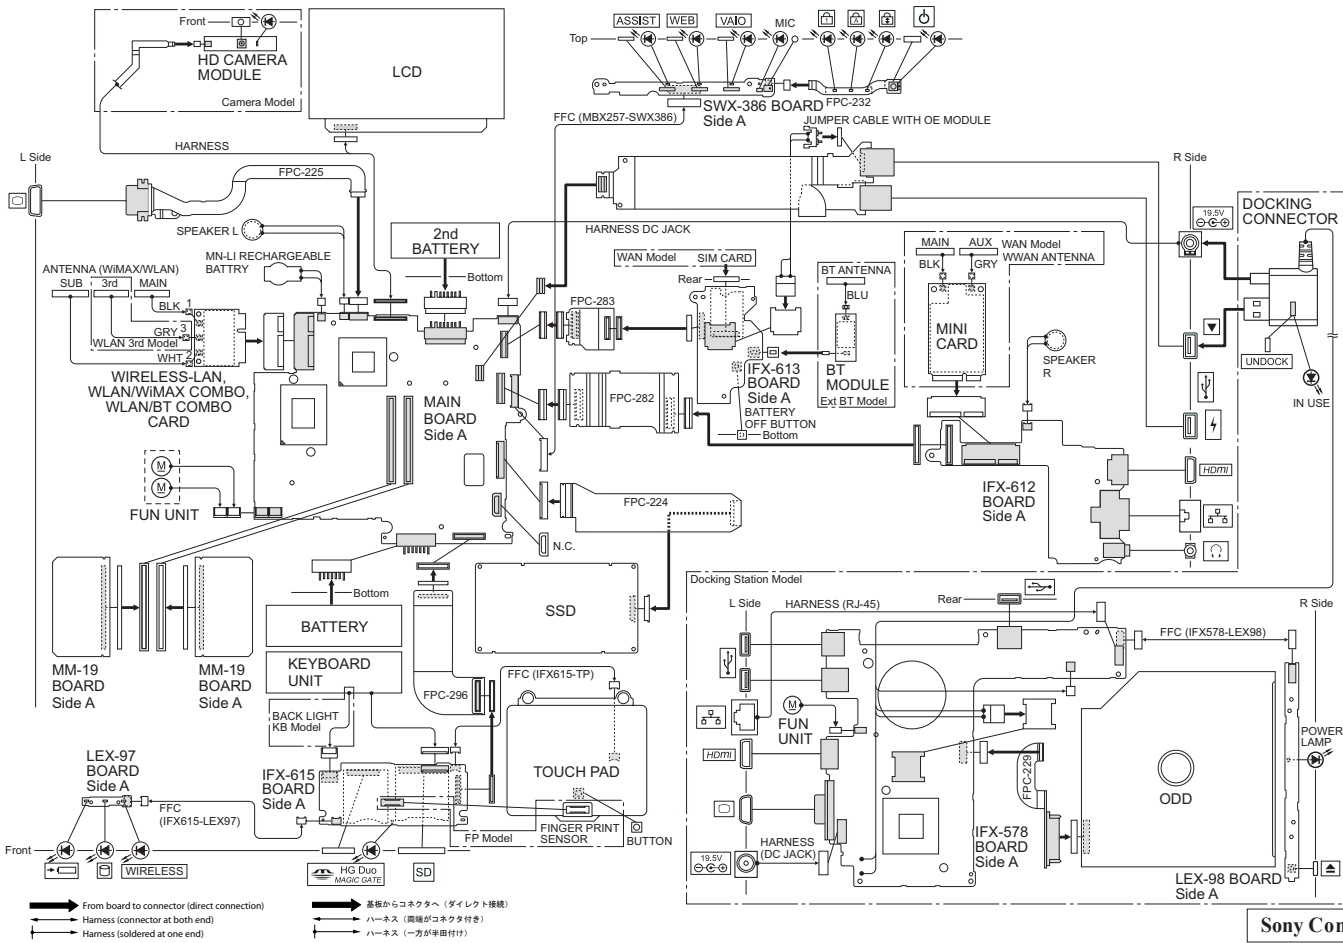 Front
HD CAMERA
MODULE
Camera Model
LCD
ASSIST
WEB
VAIO
MIC
1
A
Top
SWX-386 BOARD
Side A
FPC-232
FFC (MBX257-SWX386)
JUMPER CABLE WITH OE MODULE
L Side
HARNESS
FPC-225
R Side
19.5V
DOCKING
CONNECTOR
SPEAKER L
2nd
BATTERY
HARNESS DC JACK
MN-LI RECHARGEABLE
BATTRY
Bottom
WAN Model
SIM CARD
Rear
MAIN
AUX
WAN Model
WWAN ANTENNA
BLK
GRY
ANTENNA (WiMAX/WLAN)
SUB
3rd
MAIN
BLK
1
GRY
3
WLAN 3rd Model
WHT
2
FPC-283
BT ANTENNA
BLU
MINI
CARD
SPEAKER
R
UNDOCK
IN USE
WIRELESS-LAN,
WLAN/WiMAX COMBO,
WLAN/BT COMBO
CARD
MAIN
BOARD
Side A
FPC-282
IFX-613
BOARD
Side A
BATTERY
OFF BUTTON
Bottom
BT
MODULE
Ext BT Model
M
M
FUN UNIT
FPC-224
N.C.
IFX-612
BOARD
Side A
HDMI
Bottom
BATTERY
SSD
MM-19
BOARD
Side A
MM-19
BOARD
Side A
KEYBOARD
UNIT
FPC-296
FFC (IFX615-TP)
BACK LIGHT
KB Model
TOUCH PAD
LEX-97
BOARD
Side A
FFC
(IFX615-LEX97)
IFX-615
BOARD
Side A
FP Model
FINGER PRINT
SENSOR
BUTTON
Front
WIRELESS
HG Duo
MAGIC GATE
SD
Docking Station Model
L Side
HARNESS (RJ-45)
Rear
R Side
FFC (IFX578-LEX98)
M
FUN
UNIT
HDMI
FPC-229
ODD
POWER
LAMP
19.5V
HARNESS
(DC JACK)
IFX-578
BOARD
Side A
LEX-98 BOARD
Side A
From board to connector (direct connection)
Harness (connector at both end)
Harness (soldered at one end)
基板からコネクタへ（ダイレクト接続）
ハーネス（両端がコネクタ付き）
ハーネス（一方が半田付け）
Sony Con